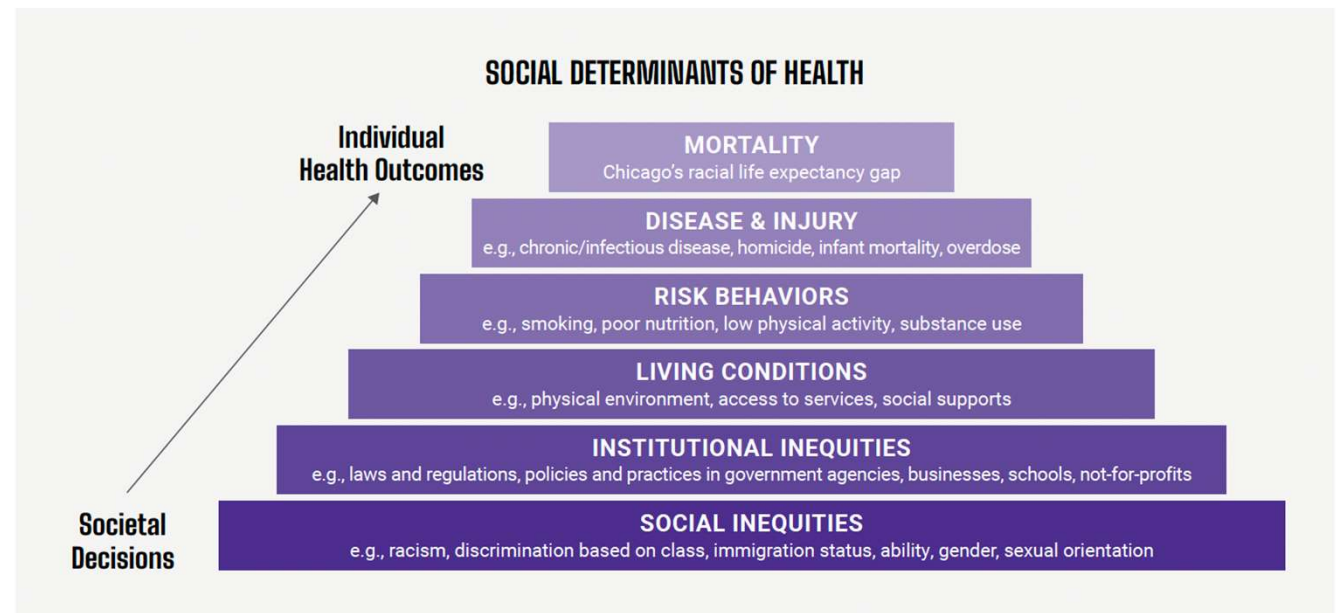 SOCIAL DETERMINANTS OF HEALTH
Individual
Health Outcomes
MORTALITY
Chicago's racial life expectancy gap
DISEASE & INJURY
e.g., chronic/infectious disease, homicide, infant mortality, overdose
RISK BEHAVIORS
e.g., smoking, poor nutrition, low physical activity, substance use
LIVING CONDITIONS
e.g., physical environment, access to services, social supports
INSTITUTIONAL INEQUITIES
e.g., laws and regulations, policies and practices in government agencies, businesses, schools, not-for-profits
Societal
Decisions
SOCIAL INEQUITIES
e.g., racism, discrimination based on class, immigration status, ability, gender, sexual orientation